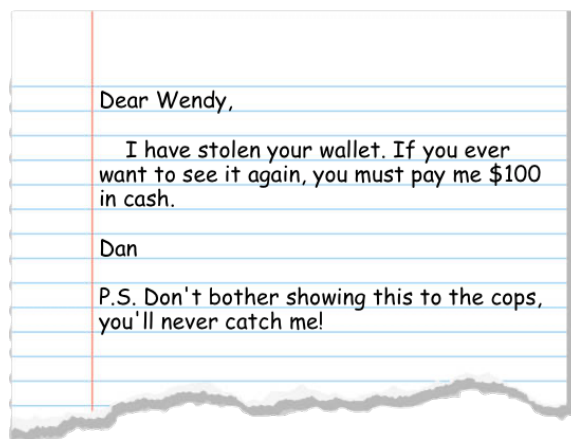 Dear Wendy,
I have stolen your wallet. If you ever
want to see it again, you must pay me $100
in cash.
Dan
P.S. Don't bother showing this to the cops,
you'll never catch me!